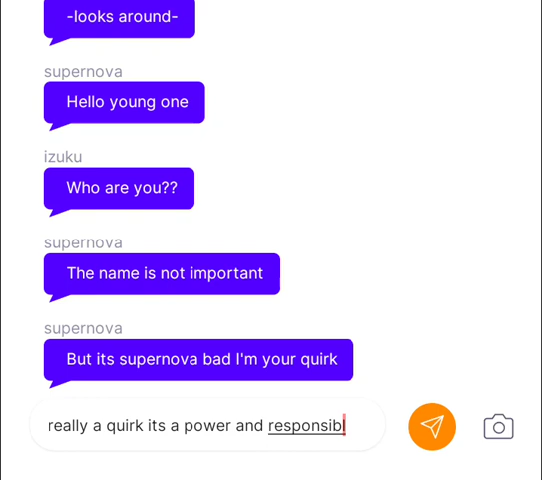 -looks around-
supernova
Hello young one
izuku
Who are you??
supernova
The name is not important
supernova
But its supernova bad I'm your quirk
really a quirk its a power and responsibl